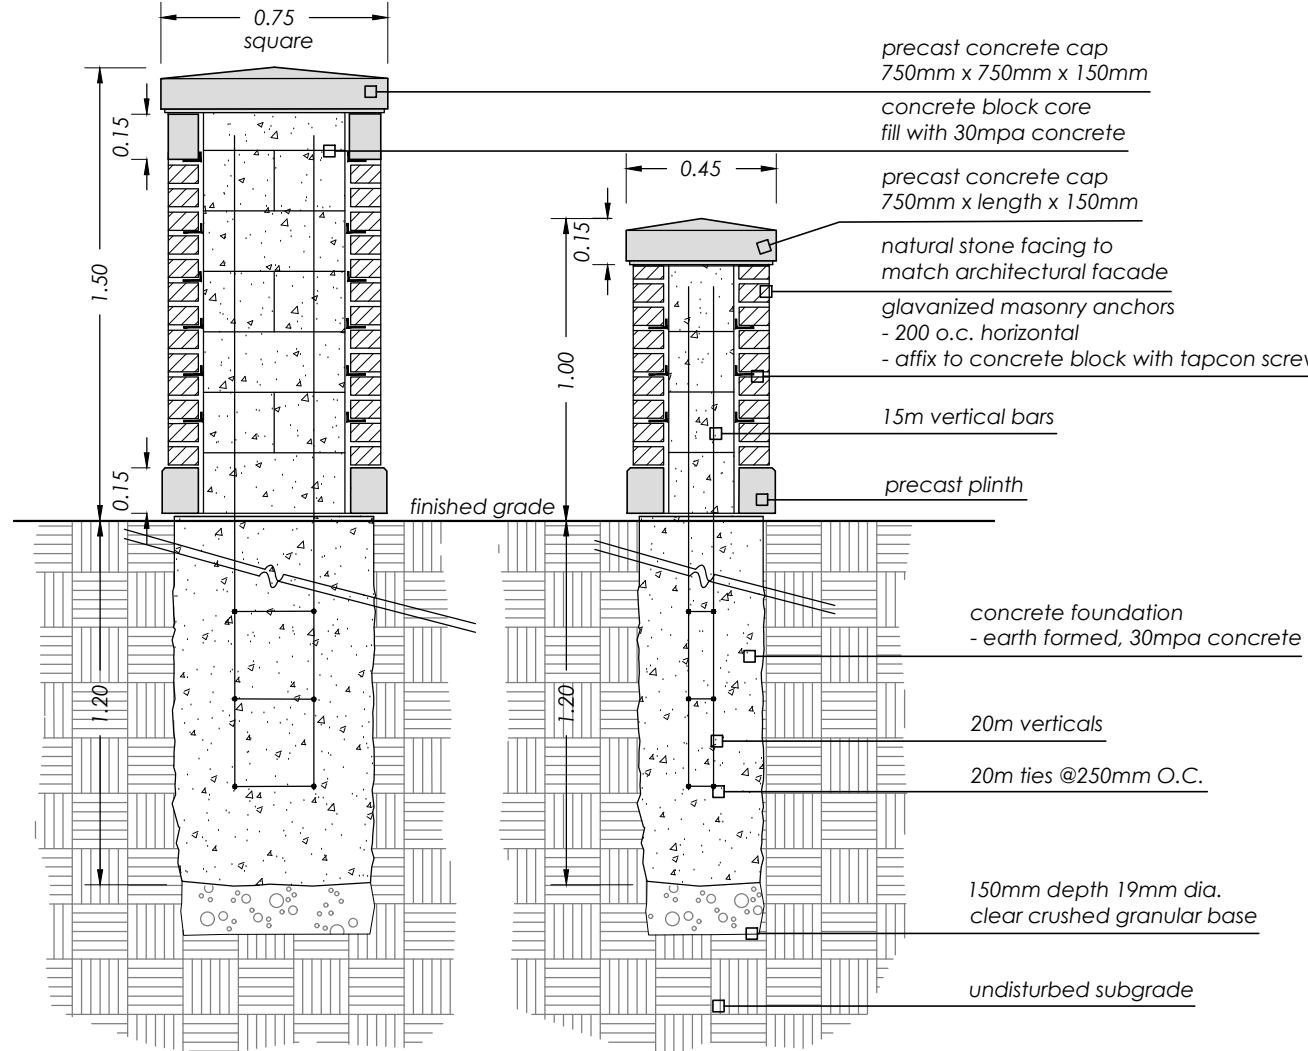 0.75
square
precast concrete cap
750mm x 750mm x 150mm
concrete block core
fill with 30mpa concrete
0.15
0.45
precast concrete cap
750mm x length x 150mm
0.15
natural stone facing to
match architectural facade
1.50
glavanized masonry anchors
- 200 o.c. horizontal
- affix to concrete block with tapcon screw
1.00
15m vertical bars
0.15
precast plinth
finished grade
concrete foundation
- earth formed, 30mpa concrete
1.20
1.20
20m verticals
20m ties @250mm O.C.
150mm depth 19mm dia.
clear crushed granular base
undisturbed subgrade